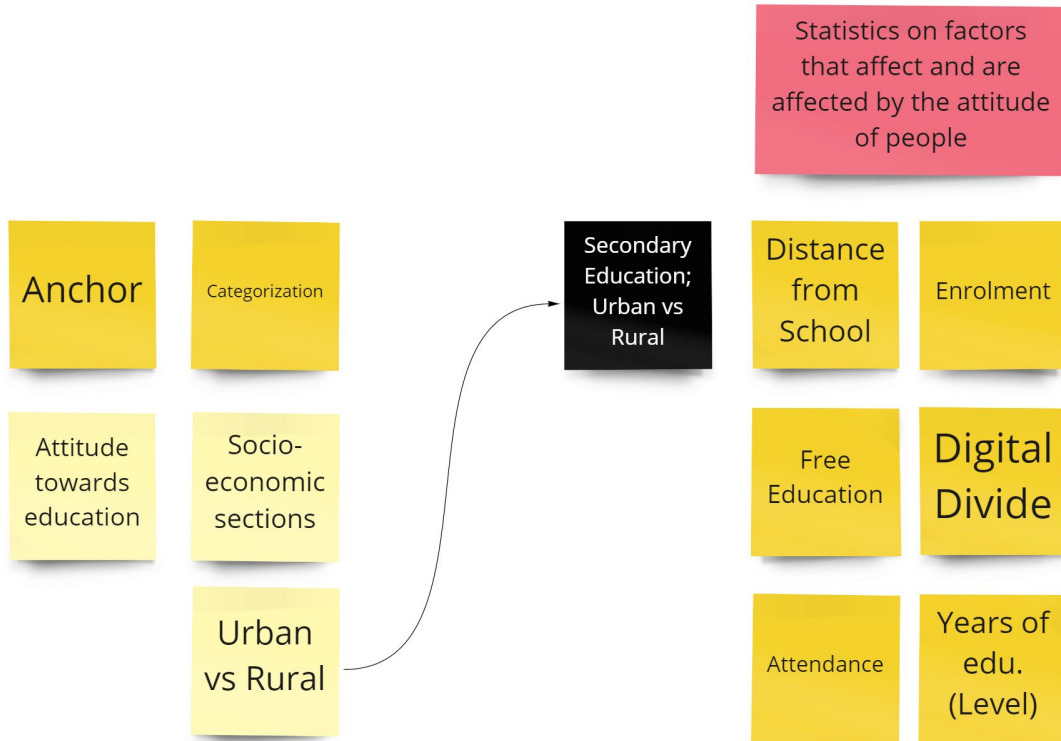 Statistics on factors
that affect and are
affected by the attitude
of people
Anchor
Categorization
Secondary
Education;
Urban vs
Rural
Distance
from
School
Enrolment
Attitude
towards
education
Socio-
economic
sections
Free
Education
Digital
Divide
Urban
vs Rural
Attendance
Years of
edu.
(Level)